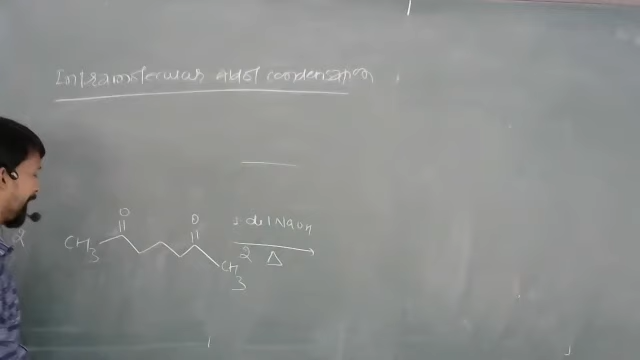 Intramolecular aldol condensation
O
O
1. dil NaOH
CH3
2 Δ
CH3